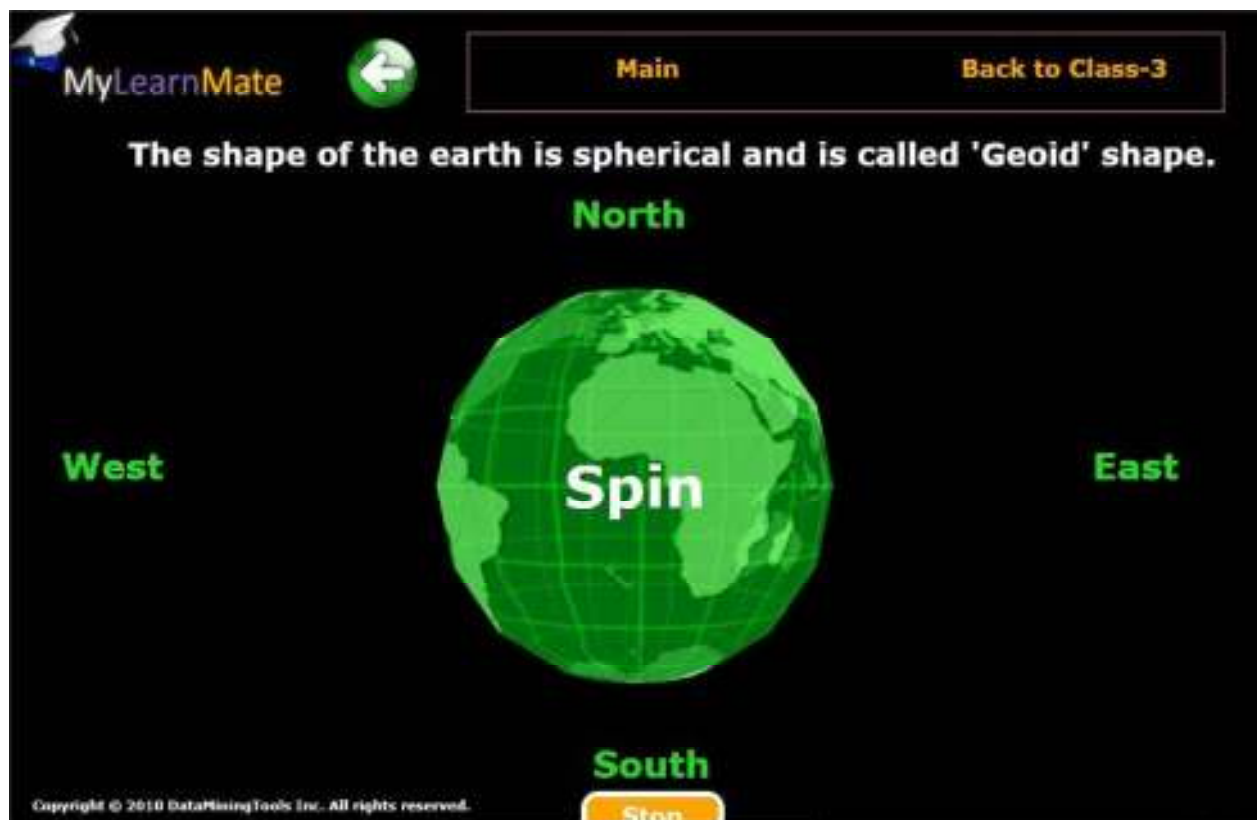 MyLearnMate
Main
Back to Class-3
The shape of the earth is spherical and is called 'Geoid' shape.
North
West
Spin
East
South
Stop
Copyright © 2010 DataMiningTools Inc. All rights reserved.